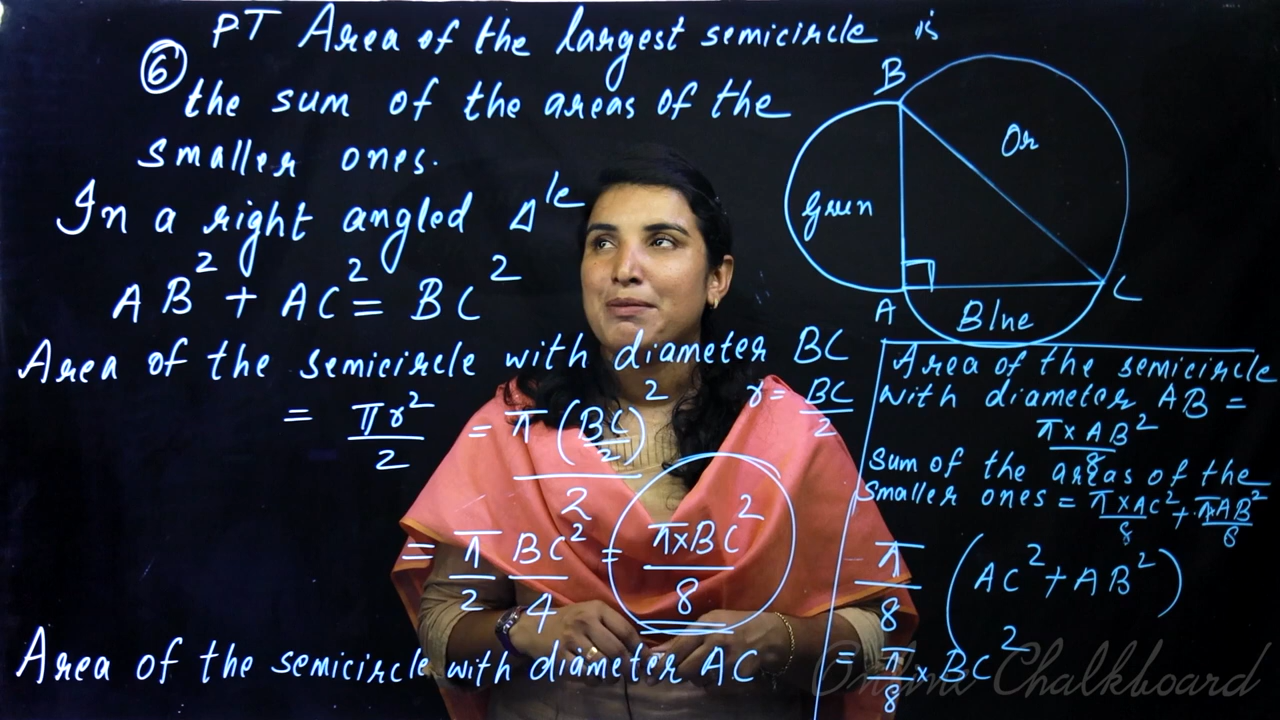 PT Area of the largest semicircle is
⑥ the sum of the areas of the
smaller ones.
In a right angled Δle
AB² + AC² = BC²
Area of the semicircle with diameter BC
= πr²/2 = π(BC/2)²/2 r = BC/2
= π/2 BC²/4 = π×BC²/8
Area of the semicircle with diameter AC
B
Or
Green
A
Blue
C
Area of the semicircle
with diameter AB =
π×AB²/8
Sum of the areas of the
smaller ones = π×AC²/8 + π×AB²/8
π/8 (AC² + AB²)
= π/8 × BC²
Online Chalkboard